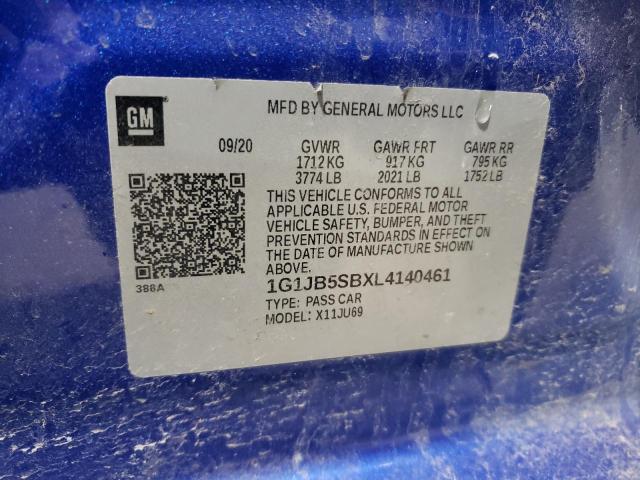 GM
MFD BY GENERAL MOTORS LLC
09/20 GVWR GAWR FRT GAWR RR
1712 KG 917 KG 795 KG
3774 LB 2021 LB 1752 LB
THIS VEHICLE CONFORMS TO ALL
APPLICABLE U.S. FEDERAL MOTOR
VEHICLE SAFETY, BUMPER, AND THEFT
PREVENTION STANDARDS IN EFFECT ON
THE DATE OF MANUFACTURE SHOWN
ABOVE.
388A
1G1JB5SBXL4140461
TYPE: PASS CAR
MODEL: X11JU69